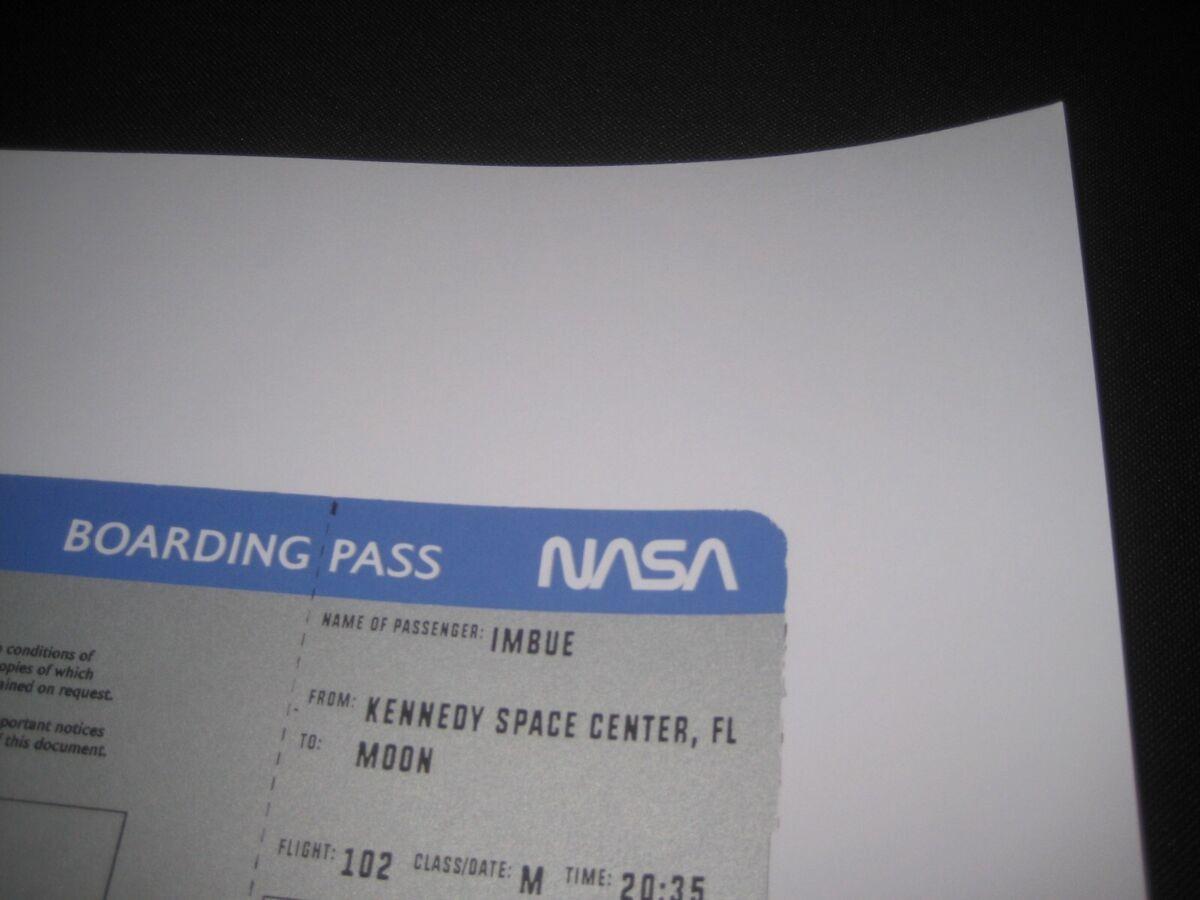 BOARDING PASS NASA
conditions of
opies of which
ained on request.
portant notices
this document.
NAME OF PASSENGER: IMBUE
FROM: KENNEDY SPACE CENTER, FL
TO: MOON
FLIGHT: 102 CLASS/DATE: M TIME: 20:35